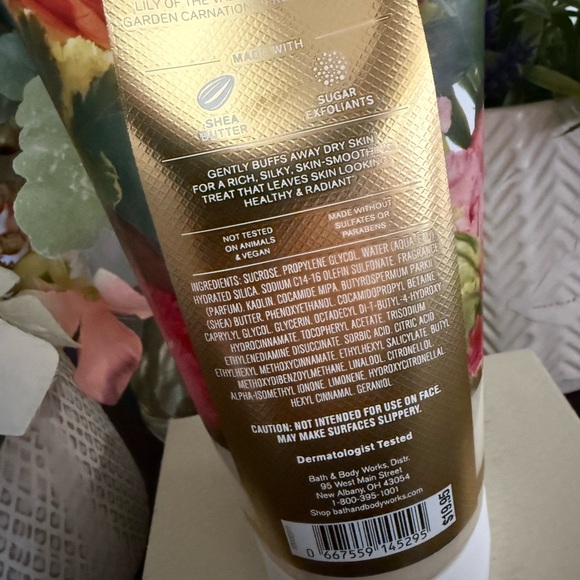 LILY OF THE
GARDEN CARNATION
MADE WITH
SHEA
BUTTER
SUGAR
EXFOLIANTS
GENTLY BUFFS AWAY DRY SKIN
FOR A RICH, SILKY, SKIN-SMOOTHING
TREAT THAT LEAVES SKIN LOOKING
HEALTHY & RADIANT
NOT TESTED
ON ANIMALS
& VEGAN
MADE WITHOUT
SULFATES OR
PARABENS
INGREDIENTS: SUCROSE, PROPYLENE GLYCOL, WATER (AQUA,
HYDRATED SILICA, SODIUM C14-16 OLEFIN SULFONATE, FRAGRANCE
(PARFUM), KAOLIN, COCAMIDE MIPA, BUTYROSPERMUM PARKII
(SHEA) BUTTER, PHENOXYETHANOL, COCAMIDOPROPYL BETAINE,
CAPRYLYL GLYCOL, GLYCERIN, OCTADECYL DI-T-BUTYL-4-HYDROXY
HYDROCINNAMATE, TOCOPHERYL ACETATE, TRISODIUM
ETHYLENEDIAMINE DISUCCINATE, SORBIC ACID, CITRIC ACID,
ETHYLHEXYL METHOXYCINNAMATE, ETHYLHEXYL SALICYLATE, BUTYL
METHOXYDIBENZOYLMETHANE, LINALOOL, CITRONELLOL,
ALPHA-ISOMETHYL IONONE, LIMONENE, HYDROXYCITRONELLAL,
HEXYL CINNAMAL, GERANIOL
CAUTION: NOT INTENDED FOR USE ON FACE.
MAY MAKE SURFACES SLIPPERY.
Dermatologist Tested
Bath & Body Works, Distr.
95 West Main Street
New Albany, OH 43054
1-800-395-1001
Shop bathandbodyworks.com
$19.95
0 667559 145295